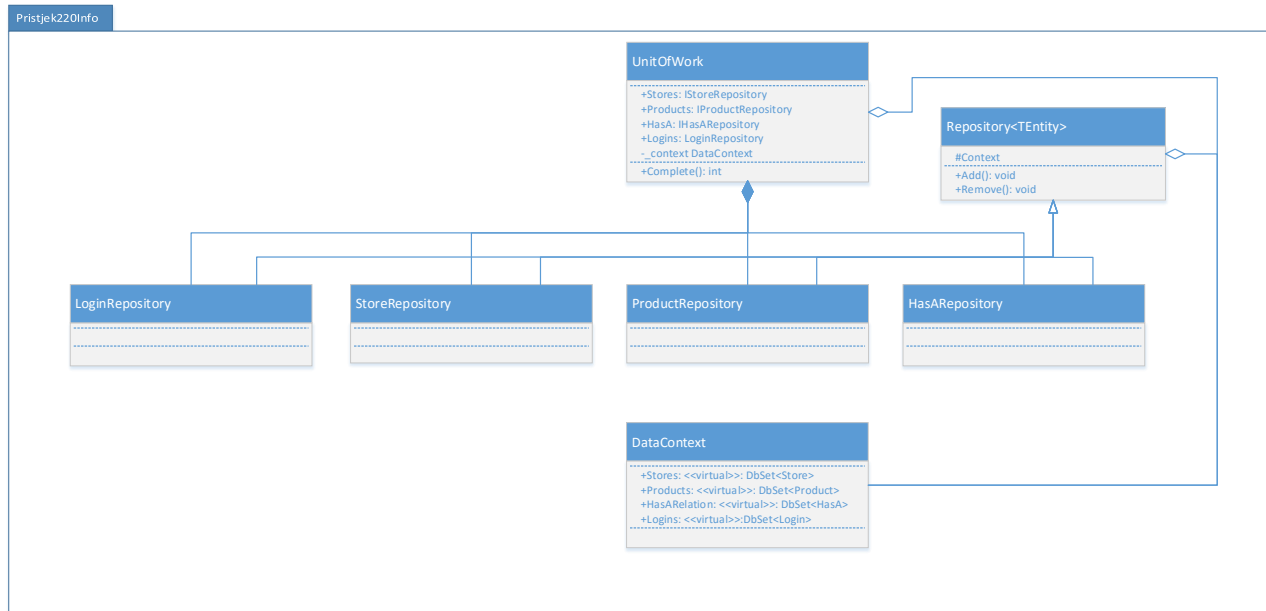 Pristjek220Info
UnitOfWork
+Stores: IStoreRepository
+Products: IProductRepository
+HasA: IHasARepository
+Logins: LoginRepository
-_context DataContext
+Complete(): int
Repository<TEntity>
#Context
+Add(): void
+Remove(): void
LoginRepository
StoreRepository
ProductRepository
HasARepository
DataContext
+Stores: <<virtual>>: DbSet<Store>
+Products: <<virtual>>: DbSet<Product>
+HasARelation: <<virtual>>: DbSet<HasA>
+Logins: <<virtual>>:DbSet<Login>